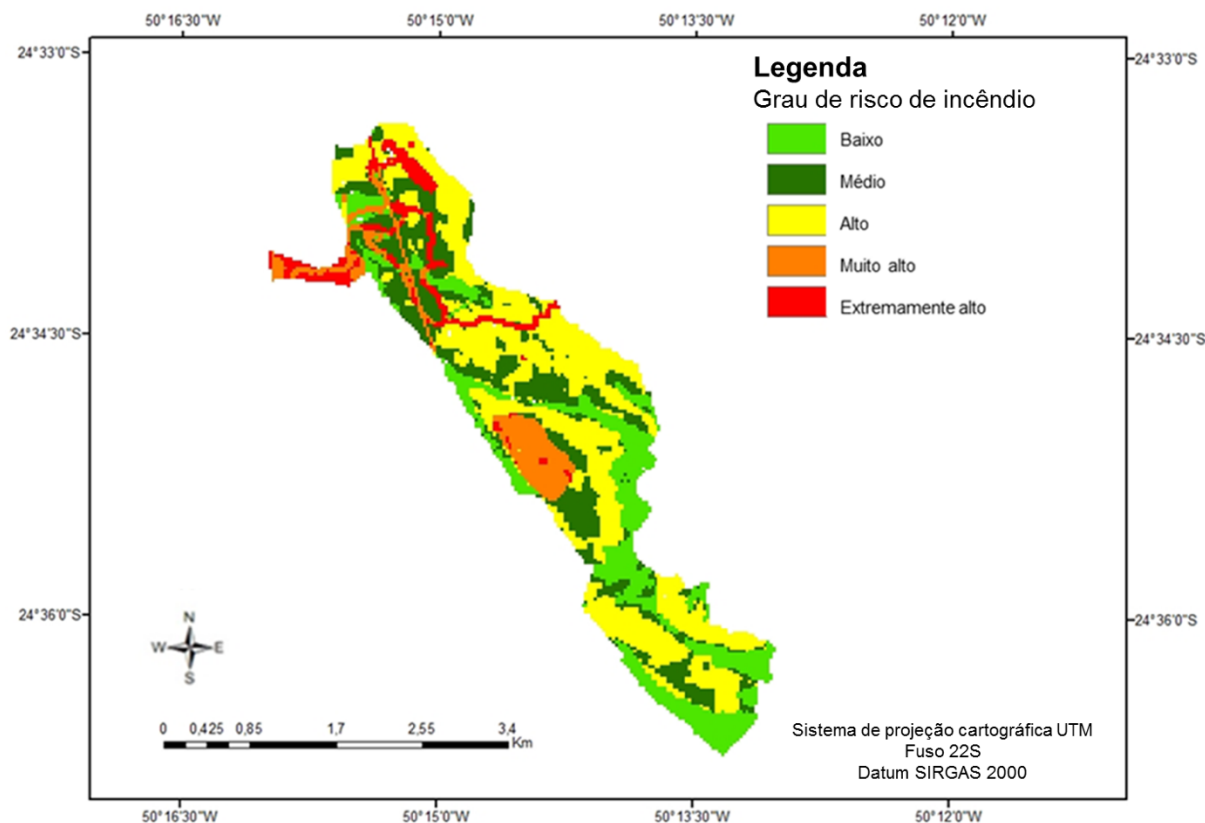 50°16'30"W 50°15'0"W 50°13'30"W 50°12'0"W
24°33'0"S 24°33'0"S
Legenda
Grau de risco de incêndio
Baixo
Médio
Alto
Muito alto
Extremamente alto
24°34'30"S 24°34'30"S
24°36'0"S 24°36'0"S
N
W E
S
0 0,425 0,85 1,7 2,55 3,4
Km
Sistema de projeção cartográfica UTM
Fuso 22S
Datum SIRGAS 2000
50°16'30"W 50°15'0"W 50°13'30"W 50°12'0"W